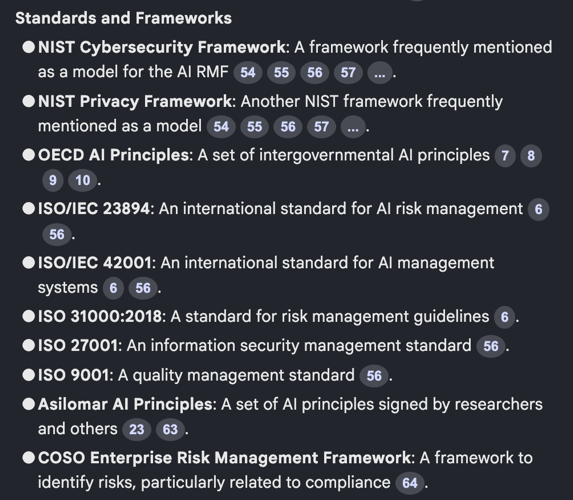 Standards and Frameworks
● NIST Cybersecurity Framework: A framework frequently mentioned
as a model for the AI RMF 54 55 56 57 ... .
● NIST Privacy Framework: Another NIST framework frequently
mentioned as a model 54 55 56 57 ... .
● OECD AI Principles: A set of intergovernmental AI principles 7 8
9 10 .
● ISO/IEC 23894: An international standard for AI risk management 6
56 .
● ISO/IEC 42001: An international standard for AI management
systems 6 56 .
● ISO 31000:2018: A standard for risk management guidelines 6 .
● ISO 27001: An information security management standard 56 .
● ISO 9001: A quality management standard 56 .
● Asilomar AI Principles: A set of AI principles signed by researchers
and others 23 63 .
● COSO Enterprise Risk Management Framework: A framework to
identify risks, particularly related to compliance 64 .